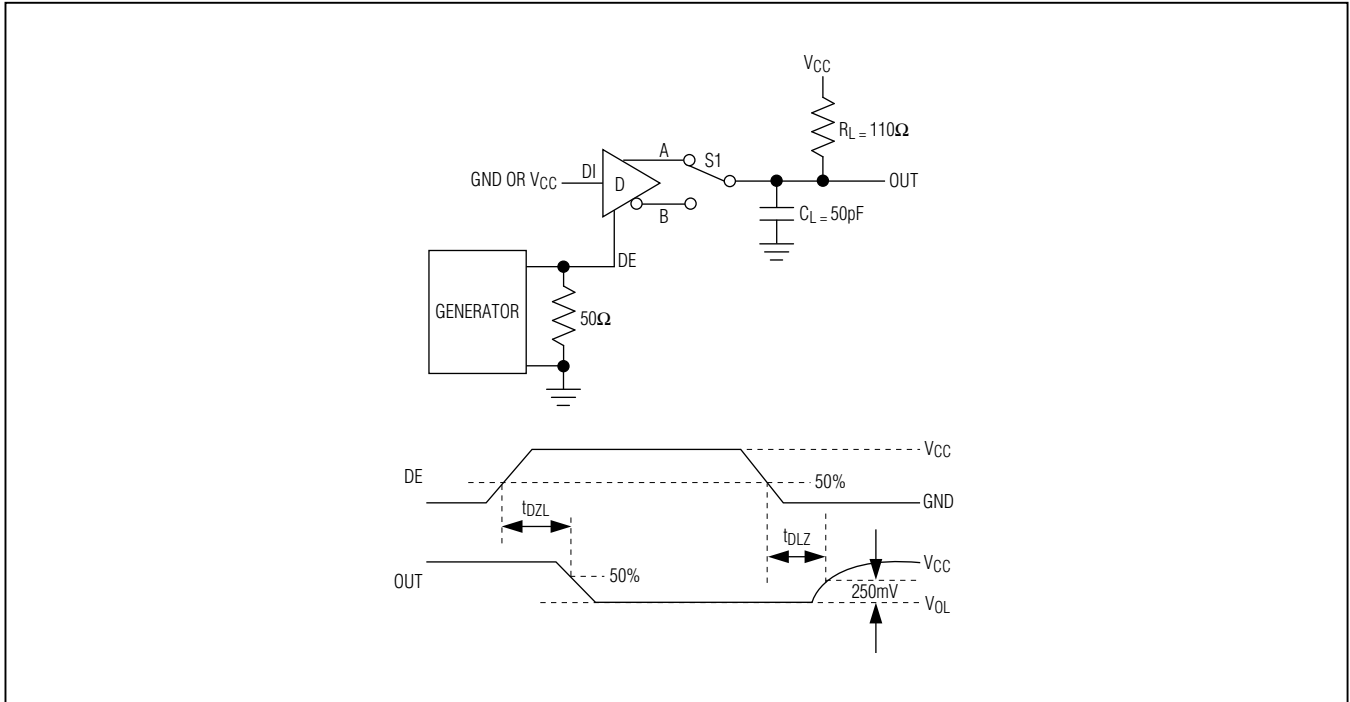 VCC
RL = 110Ω
A
S1
DI
GND OR VCC
D
OUT
B
CL = 50pF
DE
GENERATOR
50Ω
VCC
DE
50%
GND
tDZL
tDLZ
VCC
OUT
50%
250mV
VOL